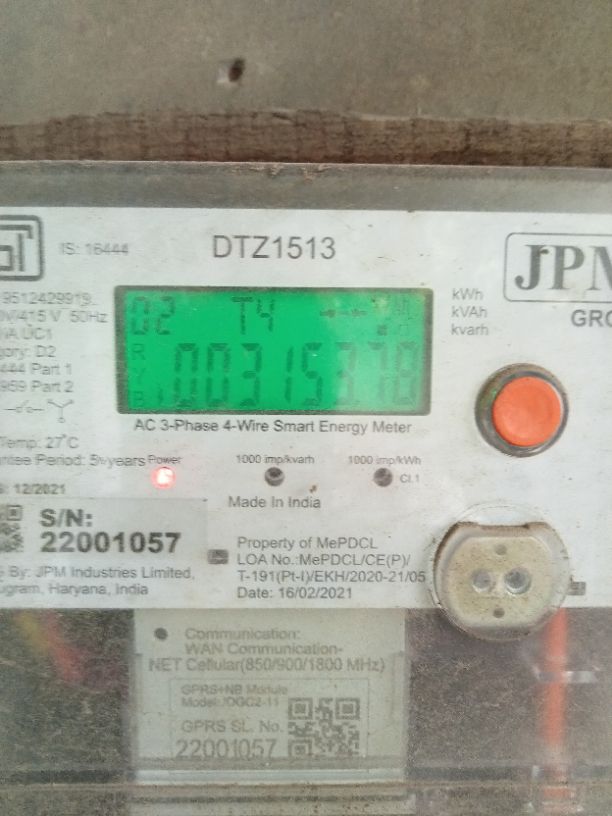 IS: 16444
DTZ1513
JPM
GRO
9512429919
/415 V 50Hz
UC1
gory: D2
444 Part 1
959 Part 2
Temp: 27°C
ntee Period: 5½years
12/2021
02 T4
R
Y
B
00315378
kWh
kVAh
kvarh
AC 3-Phase 4-Wire Smart Energy Meter
Power
1000 imp/kvarh
1000 imp/kWh
Cl.1
Made In India
S/N:
22001057
By: JPM Industries Limited,
ugram, Haryana, India
Property of MePDCL
LOA No.:MePDCL/CE(P)/
T-191(Pt-I)/EKH/2020-21/05
Date: 16/02/2021
Communication:
WAN Communication-
NET Cellular(850/900/1800 MHz)
GPRS+NB Module
GPRS SL. No.
22001057